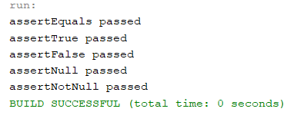 run:
assertEquals passed
assertTrue passed
assertFalse passed
assertNull passed
assertNotNull passed
BUILD SUCCESSFUL (total time: 0 seconds)